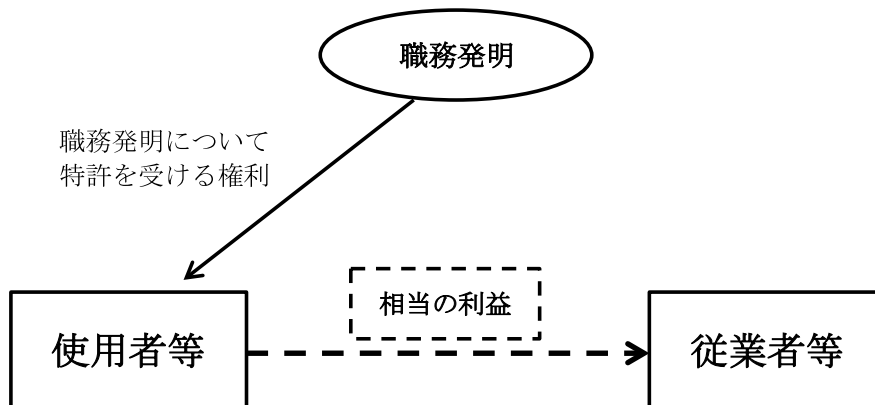 職務発明
職務発明について
特許を受ける権利
相当の利益
使用者等
従業者等